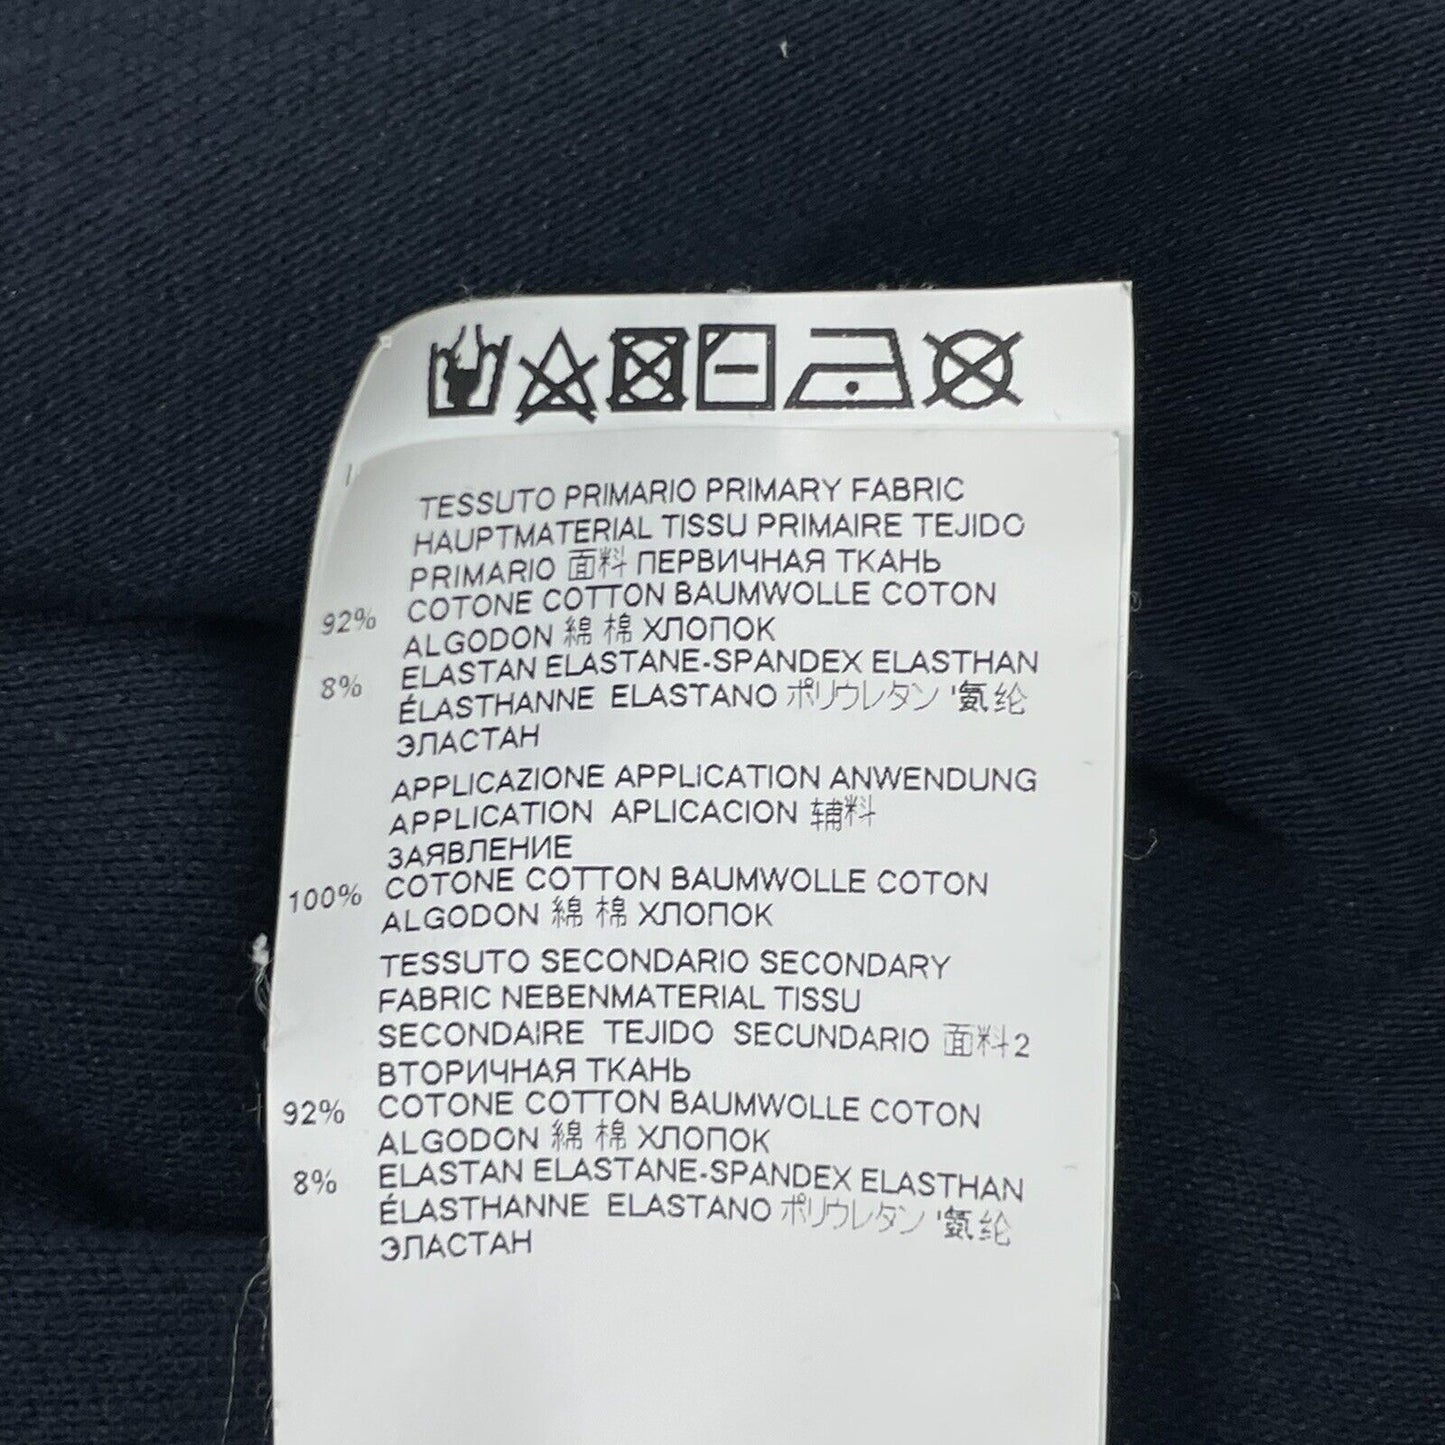 TESSUTO PRIMARIO PRIMARY FABRIC
HAUPTMATERIAL TISSU PRIMAIRE TEJIDO
PRIMARIO 面料 ПЕРВИЧНАЯ ТКАНЬ
92% COTONE COTTON BAUMWOLLE COTON
ALGODON 綿 棉 ХЛОПОК
8% ELASTAN ELASTANE-SPANDEX ELASTHAN
ÉLASTHANNE ELASTANO ポリウレタン '氨纶
ЭЛАСТАН
APPLICAZIONE APPLICATION ANWENDUNG
APPLICATION APLICACION 辅料
ЗАЯВЛЕНИЕ
100% COTONE COTTON BAUMWOLLE COTON
ALGODON 綿 棉 ХЛОПОК
TESSUTO SECONDARIO SECONDARY
FABRIC NEBENMATERIAL TISSU
SECONDAIRE TEJIDO SECUNDARIO 面料2
ВТОРИЧНАЯ ТКАНЬ
92% COTONE COTTON BAUMWOLLE COTON
ALGODON 綿 棉 ХЛОПОК
8% ELASTAN ELASTANE-SPANDEX ELASTHAN
ÉLASTHANNE ELASTANO ポリウレタン '氨纶
ЭЛАСТАН